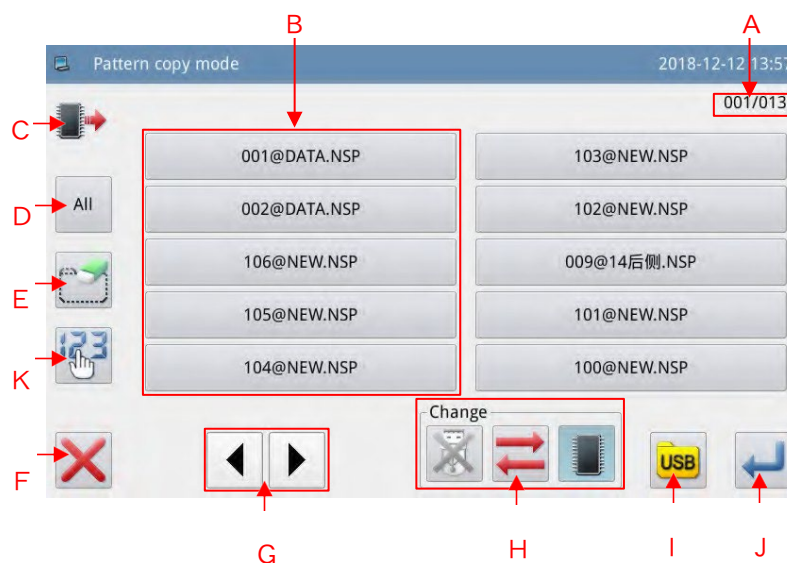 B
A
Pattern copy mode
2018-12-12 13:57
001/013
C
001@DATA.NSP
103@NEW.NSP
D
All
002@DATA.NSP
102@NEW.NSP
106@NEW.NSP
009@14后侧.NSP
E
105@NEW.NSP
101@NEW.NSP
123
K
104@NEW.NSP
100@NEW.NSP
Change
F
USB
G
H
I
J